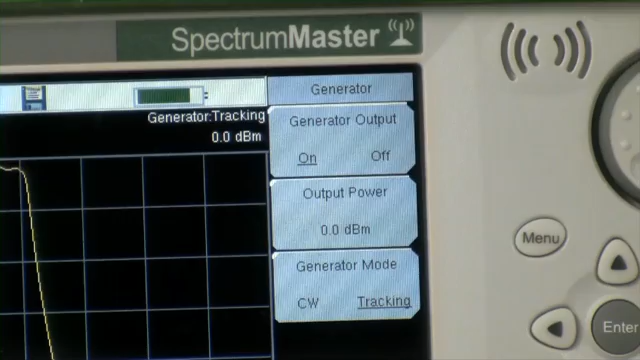 SpectrumMaster
Generator
Generator:Tracking
0.0 dBm
Generator Output
On Off
Output Power
0.0 dBm
Generator Mode
CW Tracking
Menu
Enter